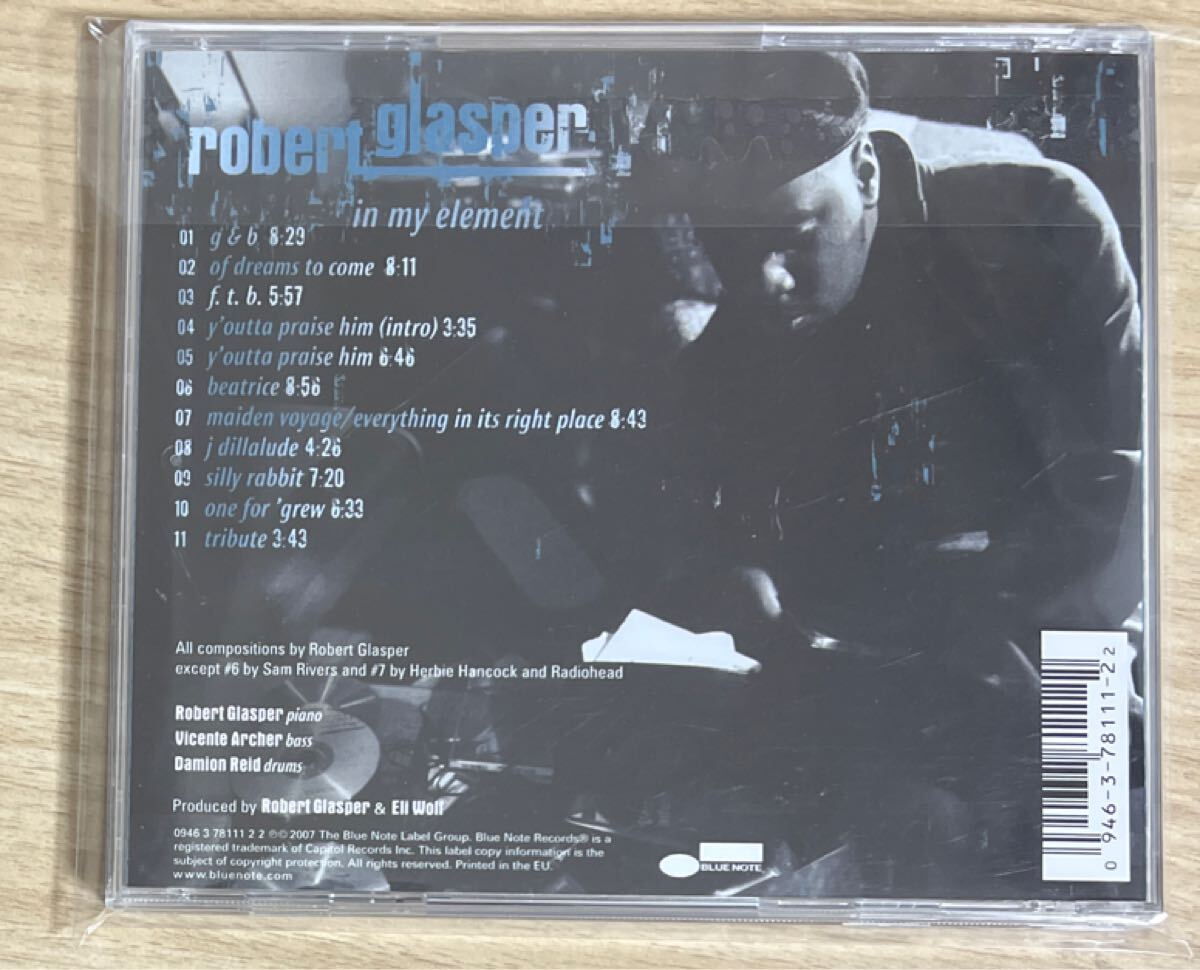 robert glasper
in my element
01 g & b 8:29
02 of dreams to come 8:11
03 f. t. b. 5:57
04 y'outta praise him (intro) 3:35
05 y'outta praise him 6:46
06 beatrice 8:56
07 maiden voyage/everything in its right place 8:43
08 j dillalude 4:26
09 silly rabbit 7:20
10 one for 'grew 6:33
11 tribute 3:43
All compositions by Robert Glasper
except #6 by Sam Rivers and #7 by Herbie Hancock and Radiohead
Robert Glasper piano
Vicente Archer bass
Damion Reid drums
Produced by Robert Glasper & Eli Wolf
0946 3 78111 2 2 ℗© 2007 The Blue Note Label Group. Blue Note Records® is a
registered trademark of Capitol Records Inc. This label copy information is the
subject of copyright protection. All rights reserved. Printed in the EU.
www.bluenote.com
BLUE NOTE
0 946-3-78111-2 2